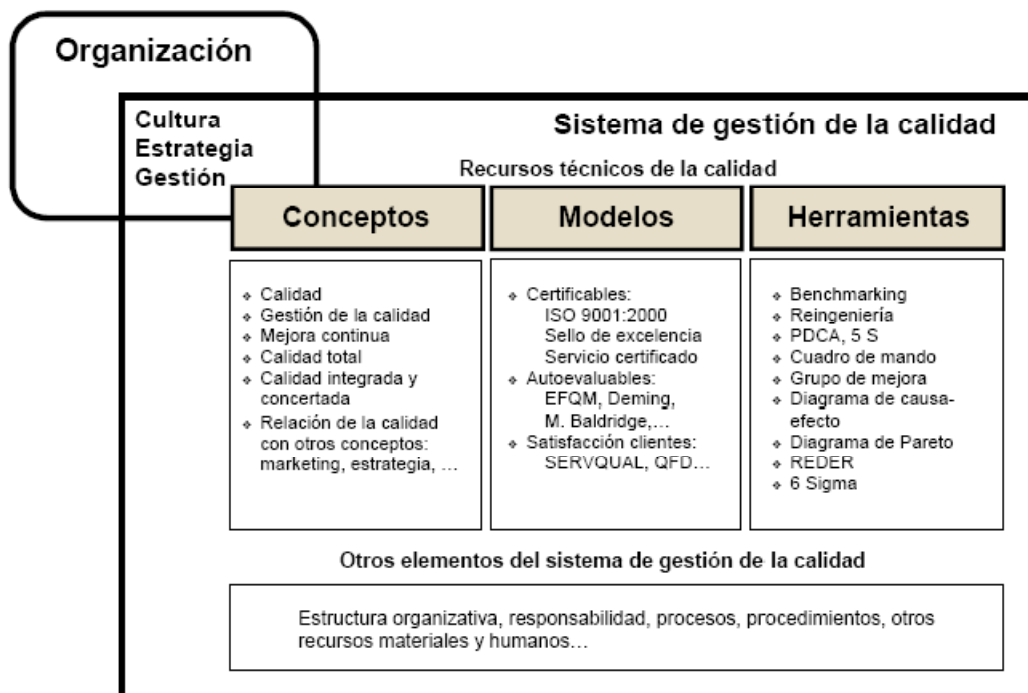 Organización
Cultura
Estrategia
Gestión
Sistema de gestión de la calidad
Recursos técnicos de la calidad
Conceptos
❖ Calidad
❖ Gestión de la calidad
❖ Mejora continua
❖ Calidad total
❖ Calidad integrada y
concertada
❖ Relación de la calidad
con otros conceptos:
marketing, estrategia, …
Modelos
❖ Certificables:
ISO 9001:2000
Sello de excelencia
Servicio certificado
❖ Autoevaluables:
EFQM, Deming,
M. Baldridge,…
❖ Satisfacción clientes:
SERVQUAL, QFD…
Herramientas
❖ Benchmarking
❖ Reingeniería
❖ PDCA, 5 S
❖ Cuadro de mando
❖ Grupo de mejora
❖ Diagrama de causa-
efecto
❖ Diagrama de Pareto
❖ REDER
❖ 6 Sigma
Otros elementos del sistema de gestión de la calidad
Estructura organizativa, responsabilidad, procesos, procedimientos, otros
recursos materiales y humanos…